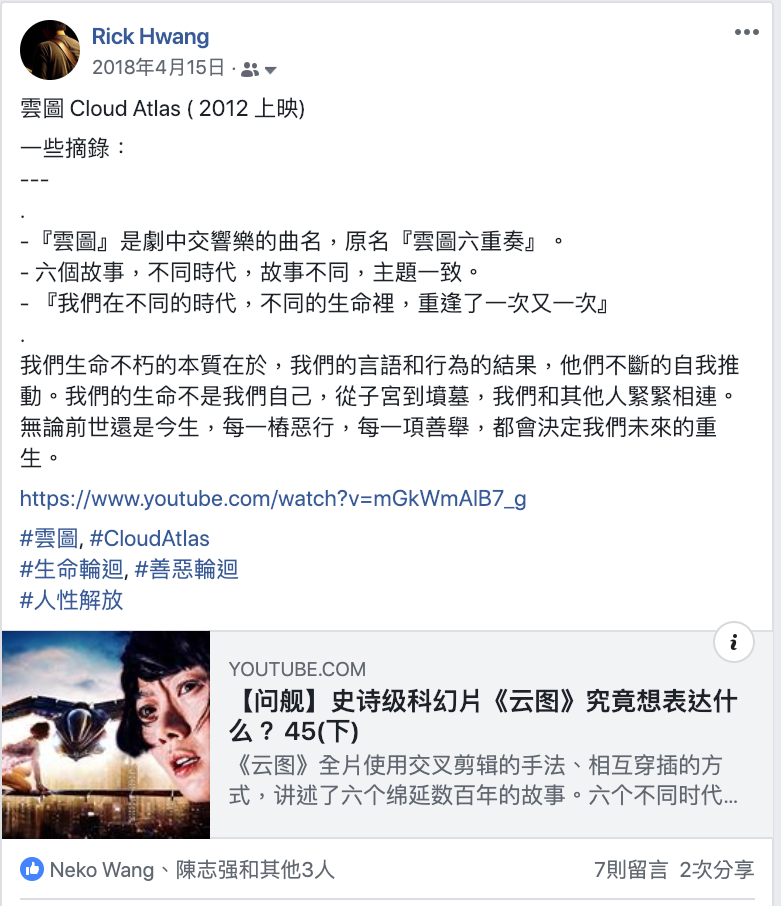 Rick Hwang
2018年4月15日 ·
雲圖 Cloud Atlas ( 2012 上映)
一些摘錄：
---
.
- 『雲圖』是劇中交響樂的曲名，原名『雲圖六重奏』。
- 六個故事，不同時代，故事不同，主題一致。
- 『我們在不同的時代，不同的生命裡，重逢了一次又一次』
.
我們生命不朽的本質在於，我們的言語和行為的結果，他們不斷的自我推
動。我們的生命不是我們自己，從子宮到墳墓，我們和其他人緊緊相連。
無論前世還是今生，每一樁惡行，每一項善舉，都會決定我們未來的重
生。
https://www.youtube.com/watch?v=mGkWmAlB7_g
#雲圖, #CloudAtlas
#生命輪迴, #善惡輪迴
#人性解放
i
YOUTUBE.COM
【问舰】史诗级科幻片《云图》究竟想表达什
么？ 45(下)
《云图》全片使用交叉剪辑的手法、相互穿插的方
式，讲述了六个绵延数百年的故事。六个不同时代...
Neko Wang、陳志强和其他3人
7則留言 2次分享